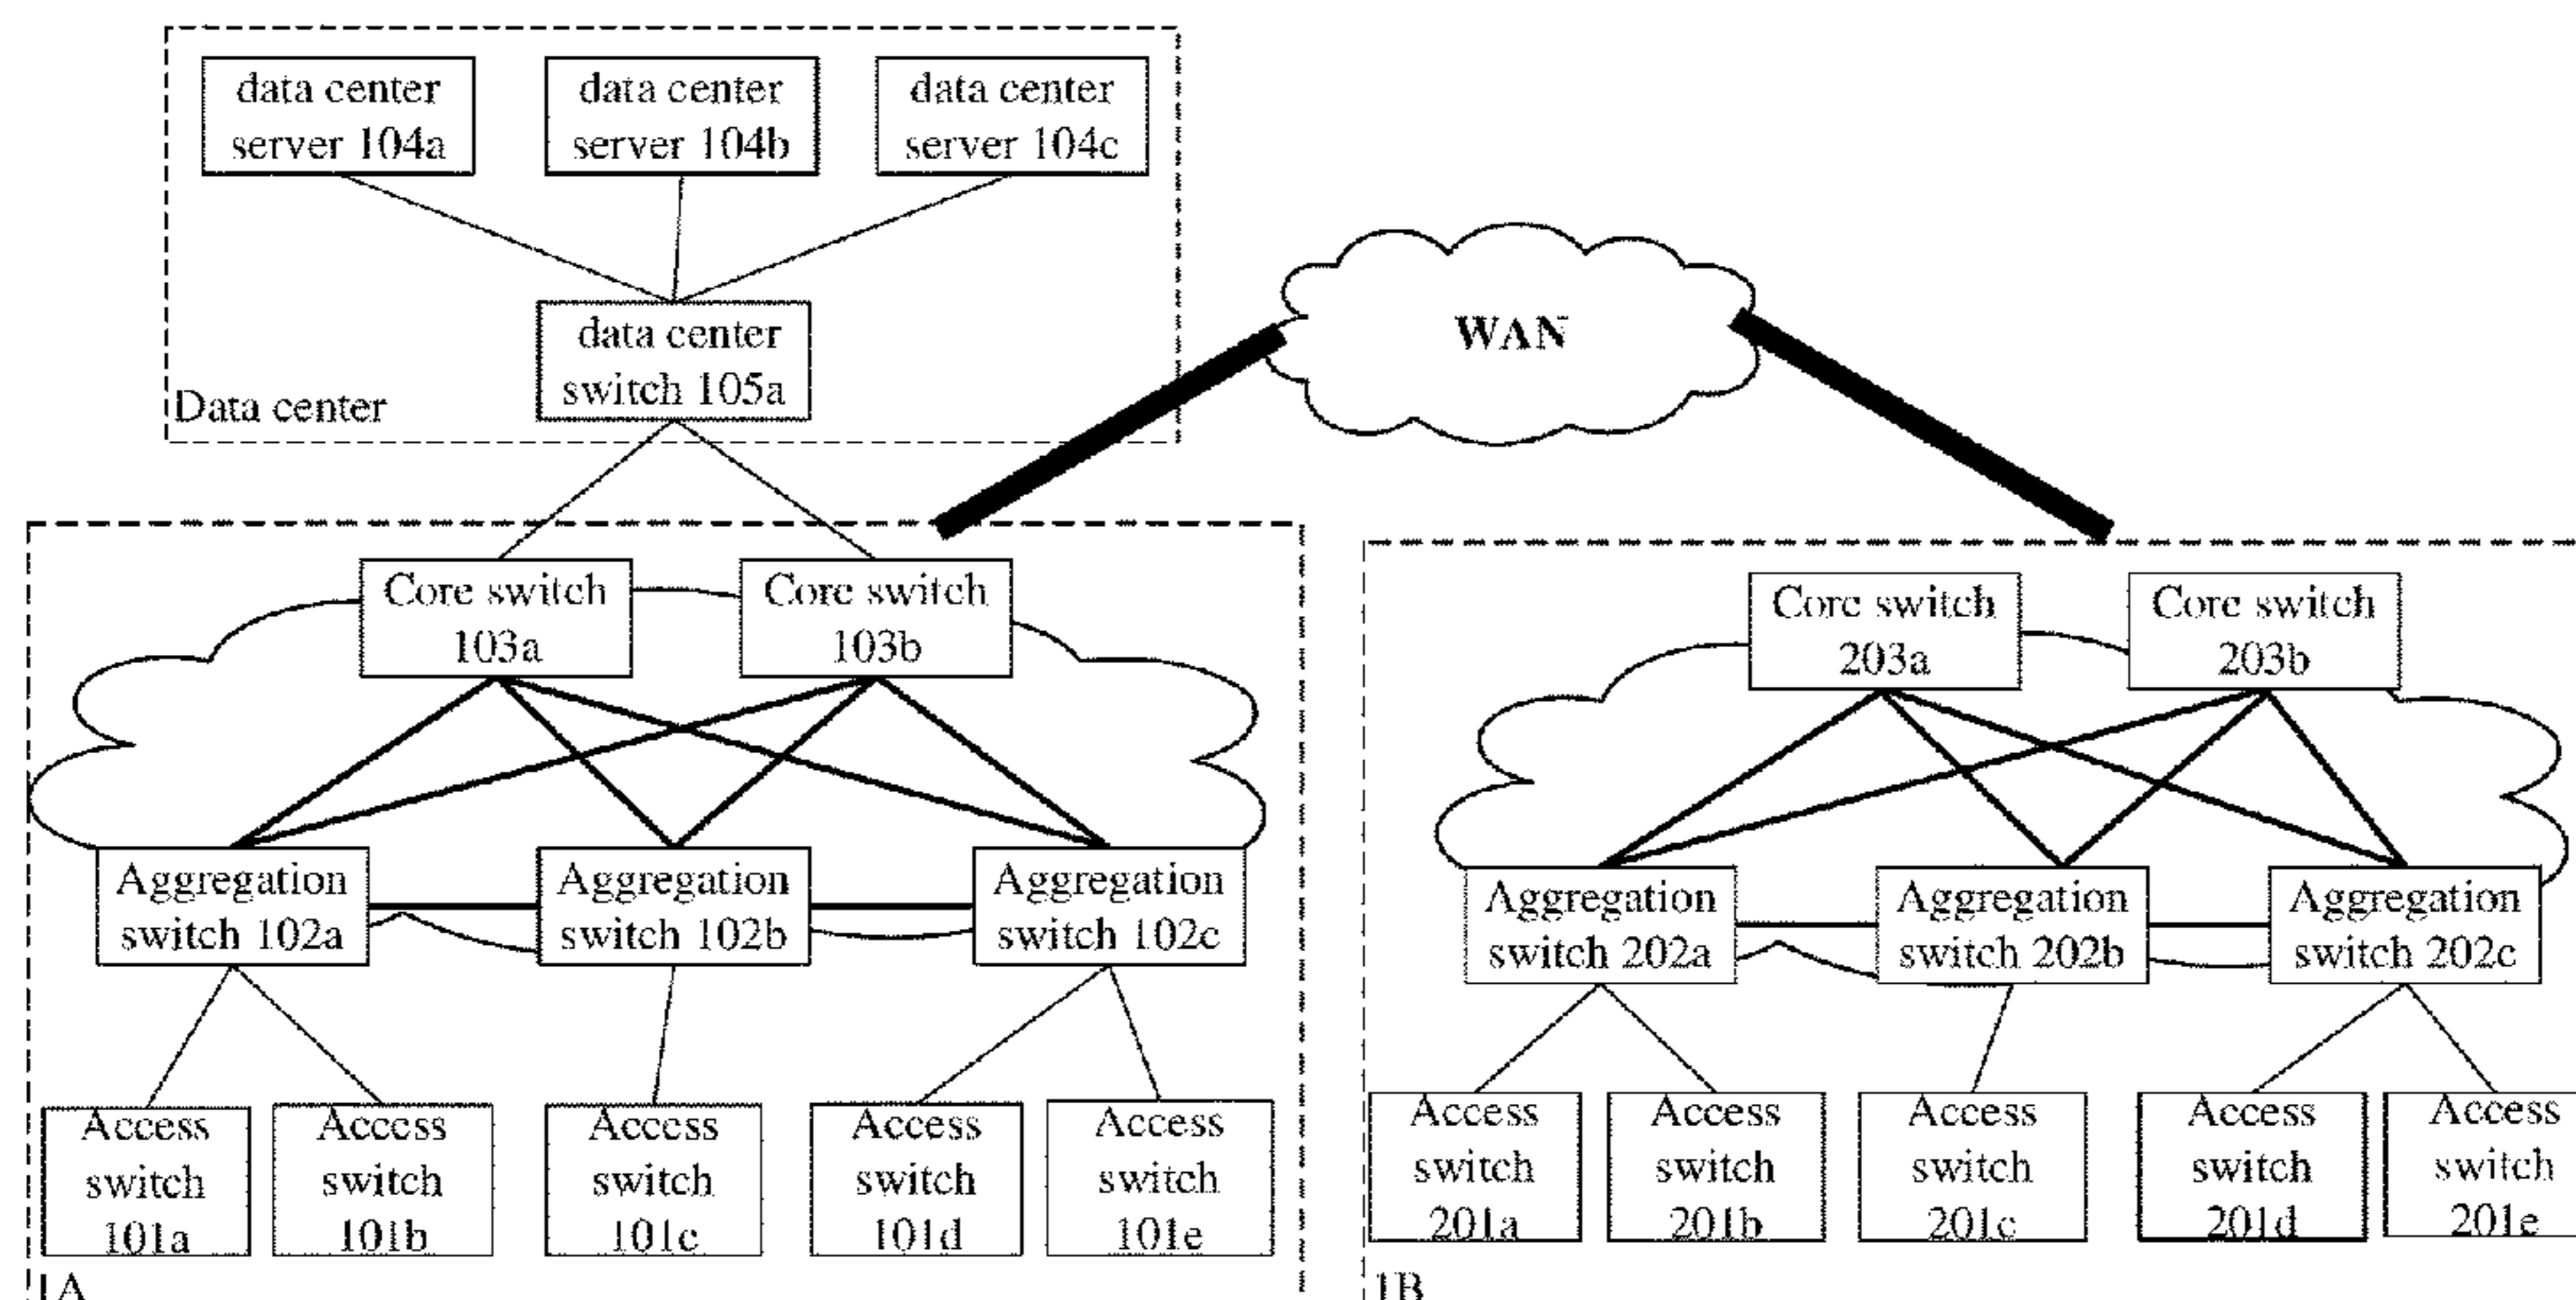 data center
server 104a
data center
server 104b
data center
server 104c
data center
switch 105a
Data center
WAN
Core switch
103a
Core switch
103b
Core switch
203a
Core switch
203b
Aggregation
switch 102a
Aggregation
switch 102b
Aggregation
switch 102c
Aggregation
switch 202a
Aggregation
switch 202b
Aggregation
switch 202c
Access
switch
101a
Access
switch
101b
Access
switch
101c
Access
switch
101d
Access
switch
101e
Access
switch
201a
Access
switch
201b
Access
switch
201c
Access
switch
201d
Access
switch
201e
1A
1B